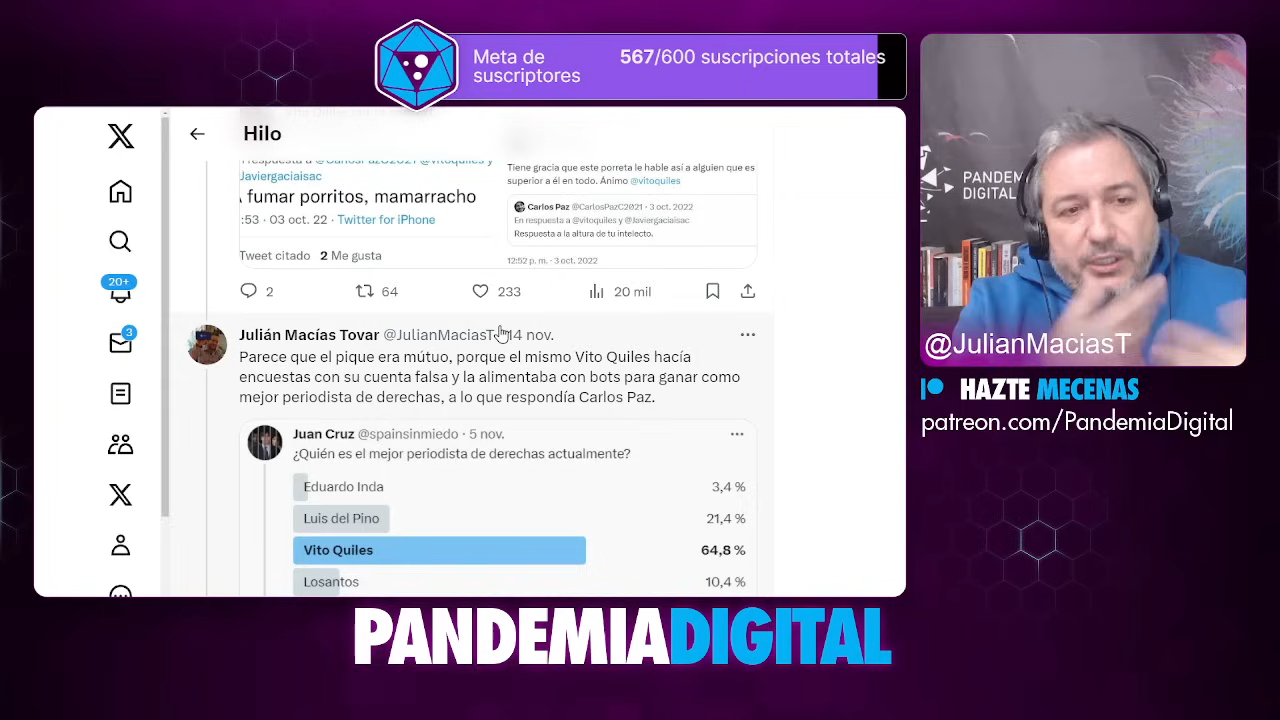 Meta de
suscriptores
567/600 suscripciones totales
Hilo
respuesta a @CarlosPazC2021 @vitoquiles y
Javiergaciaisac
fumar porritos, mamarracho
:53 · 03 oct. 22 · Twitter for iPhone
Tweet citado 2 Me gusta
Tiene gracia que este porreta le hable así a alguien que es
superior a él en todo. Ánimo @vitoquiles
Carlos Paz @CarlosPazC2021 · 3 oct. 2022
En respuesta a @vitoquiles y @Javiergaciaisac
Respuesta a la altura de tu intelecto.
12:52 p. m. · 3 oct. 2022
2 64 233 20 mil
20+
3
Julián Macías Tovar @JulianMaciasT 14 nov.
Parece que el pique era mútuo, porque el mismo Vito Quiles hacía
encuestas con su cuenta falsa y la alimentaba con bots para ganar como
mejor periodista de derechas, a lo que respondía Carlos Paz.
Juan Cruz @spainsinmiedo · 5 nov.
¿Quién es el mejor periodista de derechas actualmente?
Eduardo Inda 3,4 %
Luis del Pino 21,4 %
Vito Quiles 64,8 %
Losantos 10,4 %
PANDEM
DIGITAL
@JulianMaciasT
HAZTE MECENAS
patreon.com/PandemiaDigital
PANDEMIADIGITAL